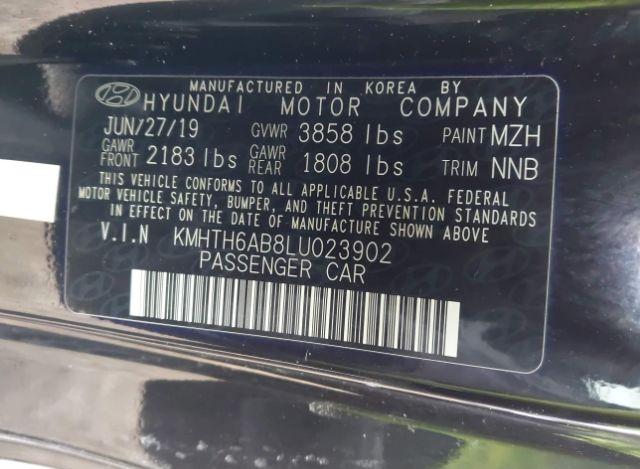 MANUFACTURED IN KOREA BY
HYUNDAI MOTOR COMPANY
JUN/27/19 GVWR 3858 lbs PAINT MZH
GAWR FRONT 2183 lbs GAWR REAR 1808 lbs TRIM NNB
THIS VEHICLE CONFORMS TO ALL APPLICABLE U.S.A. FEDERAL
MOTOR VEHICLE SAFETY, BUMPER, AND THEFT PREVENTION STANDARDS
IN EFFECT ON THE DATE OF MANUFACTURE SHOWN ABOVE.
V.I.N KMHTH6AB8LU023902
PASSENGER CAR